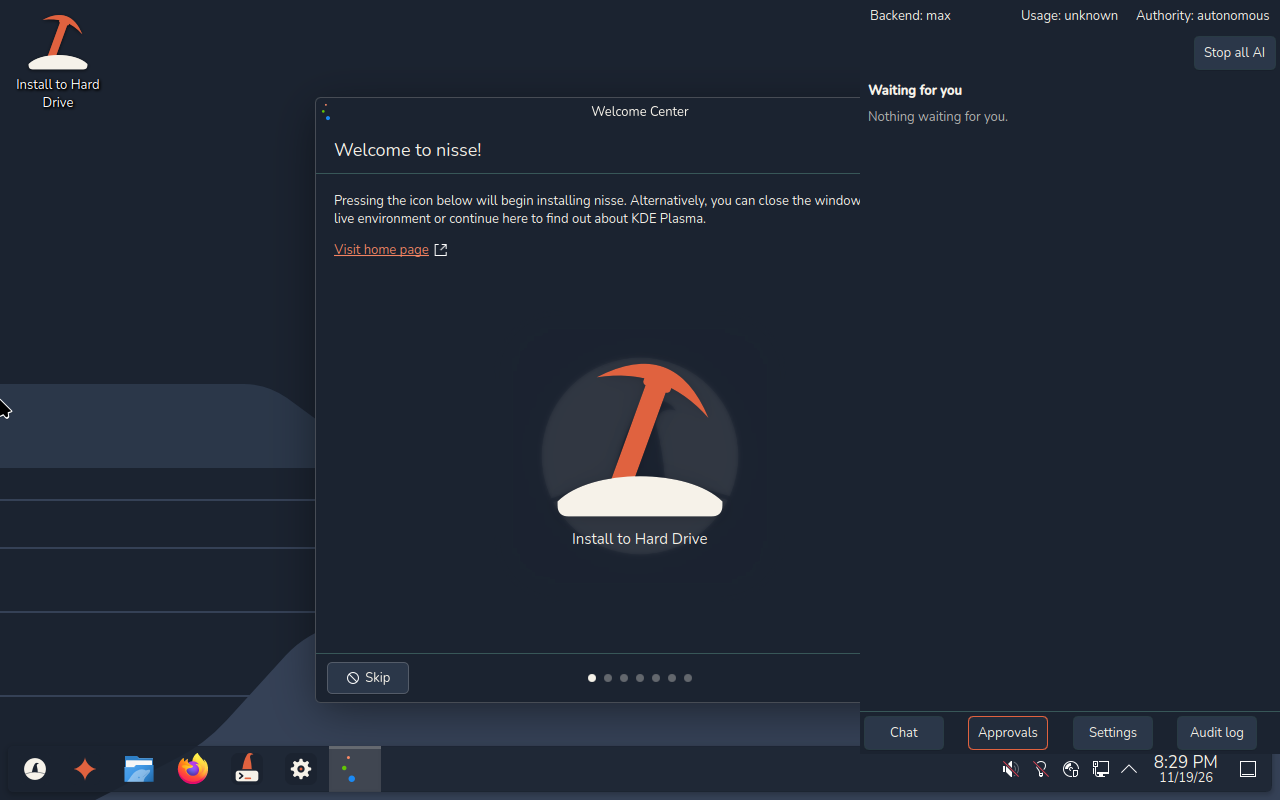 Install to Hard
Drive
Welcome Center
Welcome to nisse!
Pressing the icon below will begin installing nisse. Alternatively, you can close the window
live environment or continue here to find out about KDE Plasma.
Visit home page
Install to Hard Drive
Skip
Backend: max
Usage: unknown
Authority: autonomous
Stop all AI
Waiting for you
Nothing waiting for you.
Chat
Approvals
Settings
Audit log
8:29 PM
11/19/26